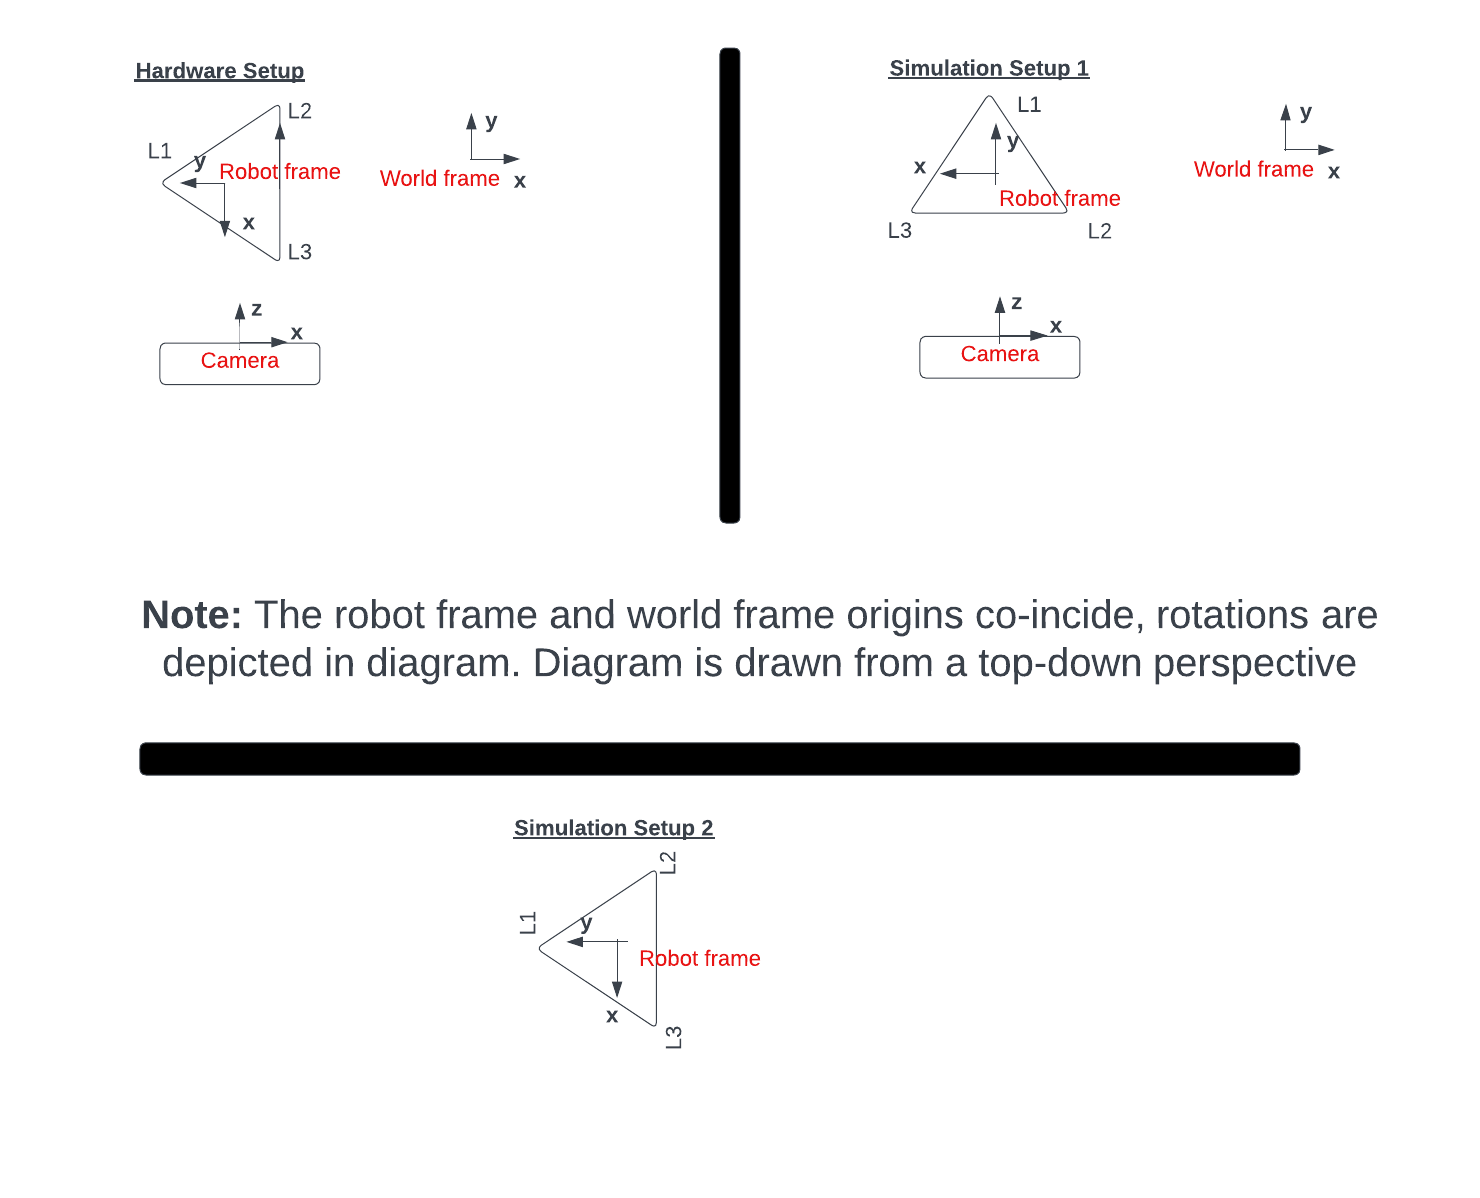 Hardware Setup
L2
L1
y
Robot frame
x
L3
y
World frame
x
z
x
Camera
Simulation Setup 1
L1
y
x
Robot frame
L3
L2
y
World frame
x
z
x
Camera
Note: The robot frame and world frame origins co-incide, rotations are
depicted in diagram. Diagram is drawn from a top-down perspective
Simulation Setup 2
L2
L1
y
Robot frame
x
L3